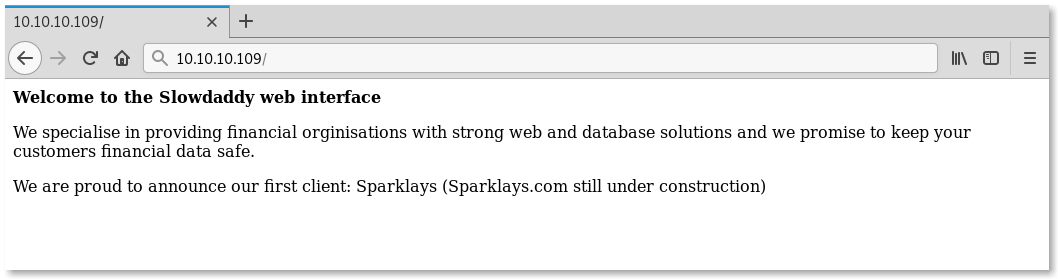 10.10.10.109/
10.10.10.109/
Welcome to the Slowdaddy web interface
We specialise in providing financial orginisations with strong web and database solutions and we promise to keep your
customers financial data safe.
We are proud to announce our first client: Sparklays (Sparklays.com still under construction)